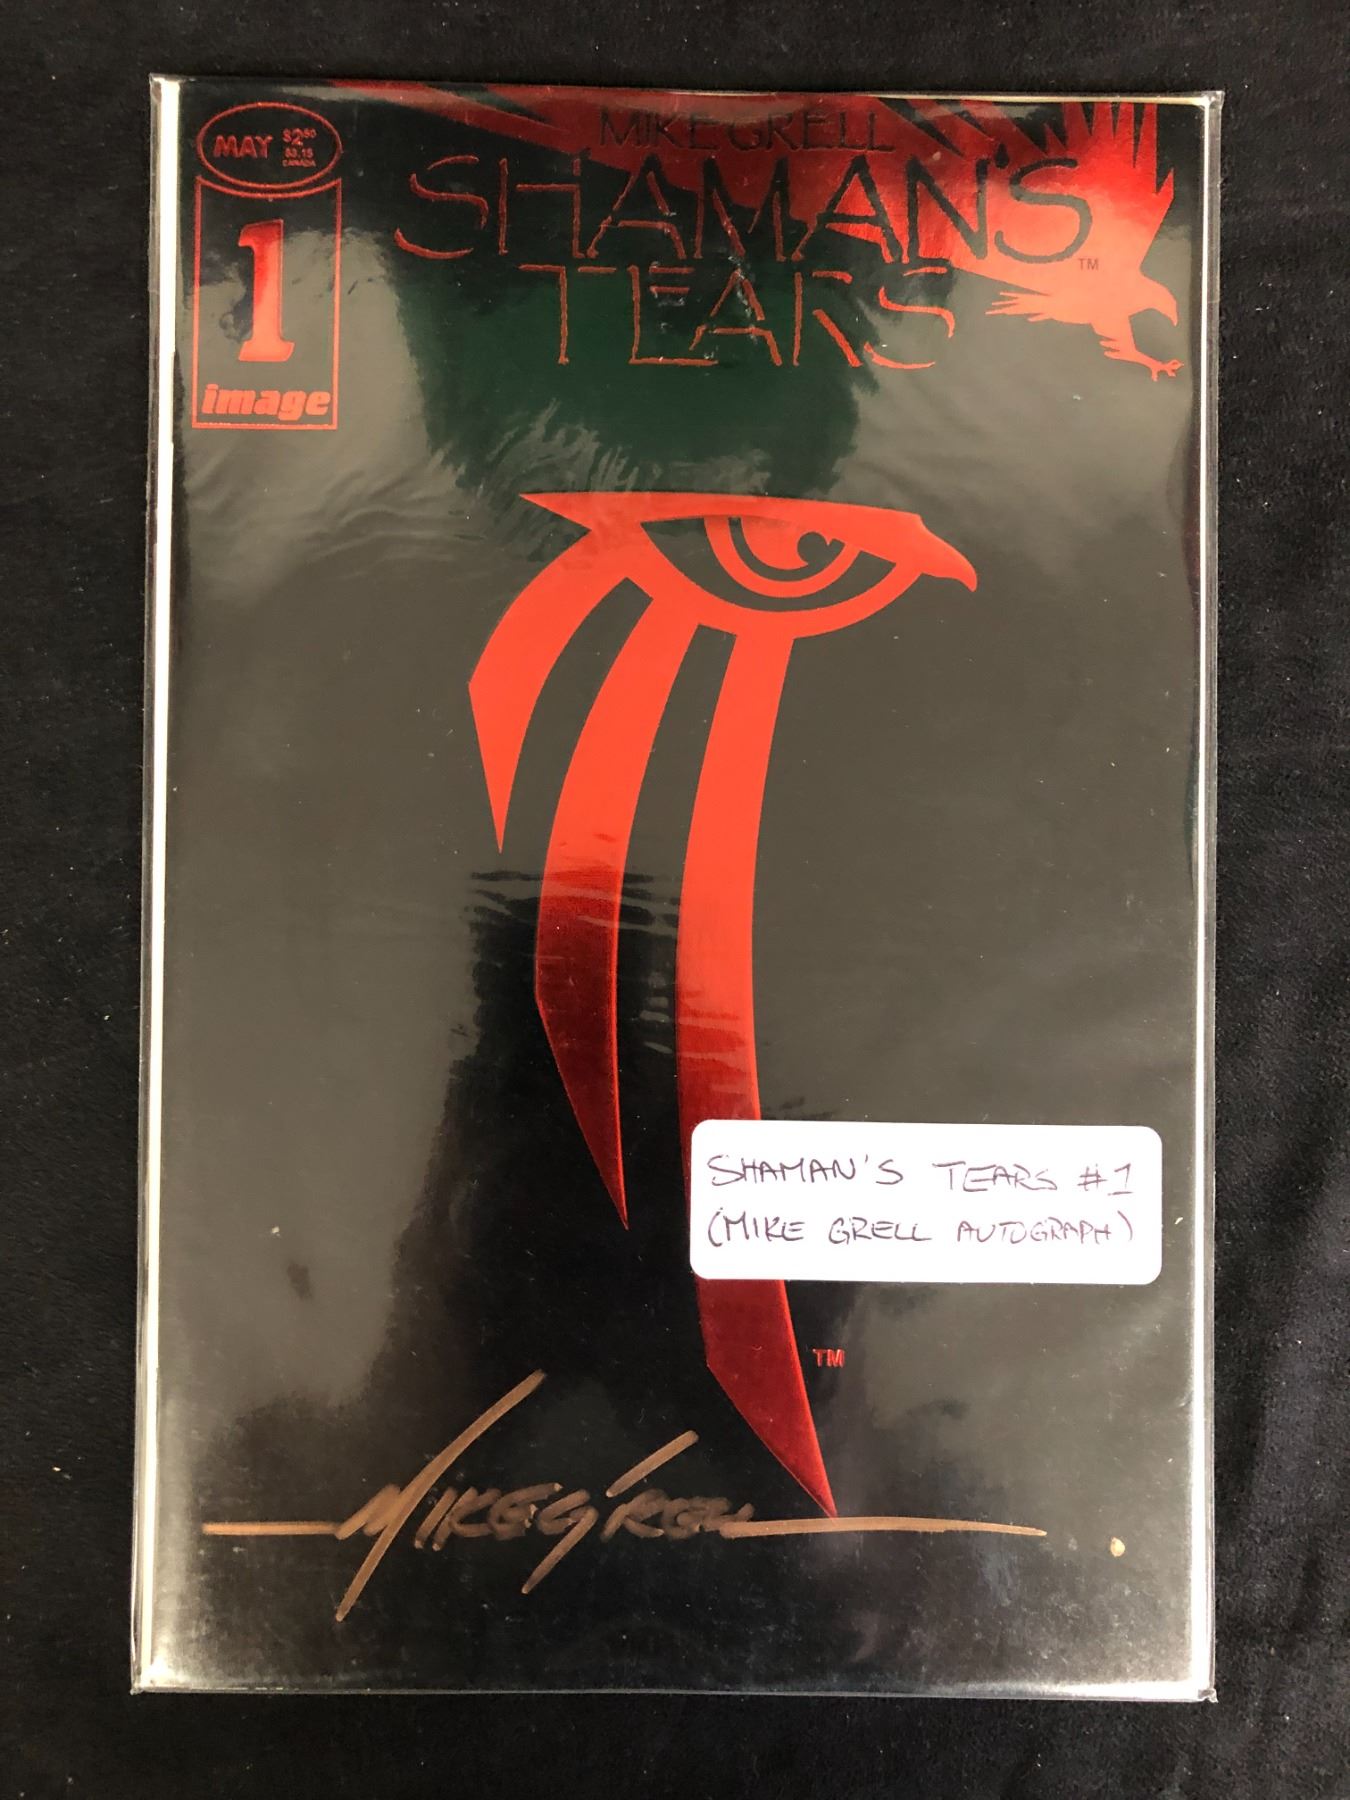 MIKE GRELL
MAY $2.50
$3.15
CANADA
SHAMAN'S
TEARS
TM
1
image
SHAMAN'S TEARS #1
(MIKE GRELL AUTOGRAPH)
TM
MIKE GRELL